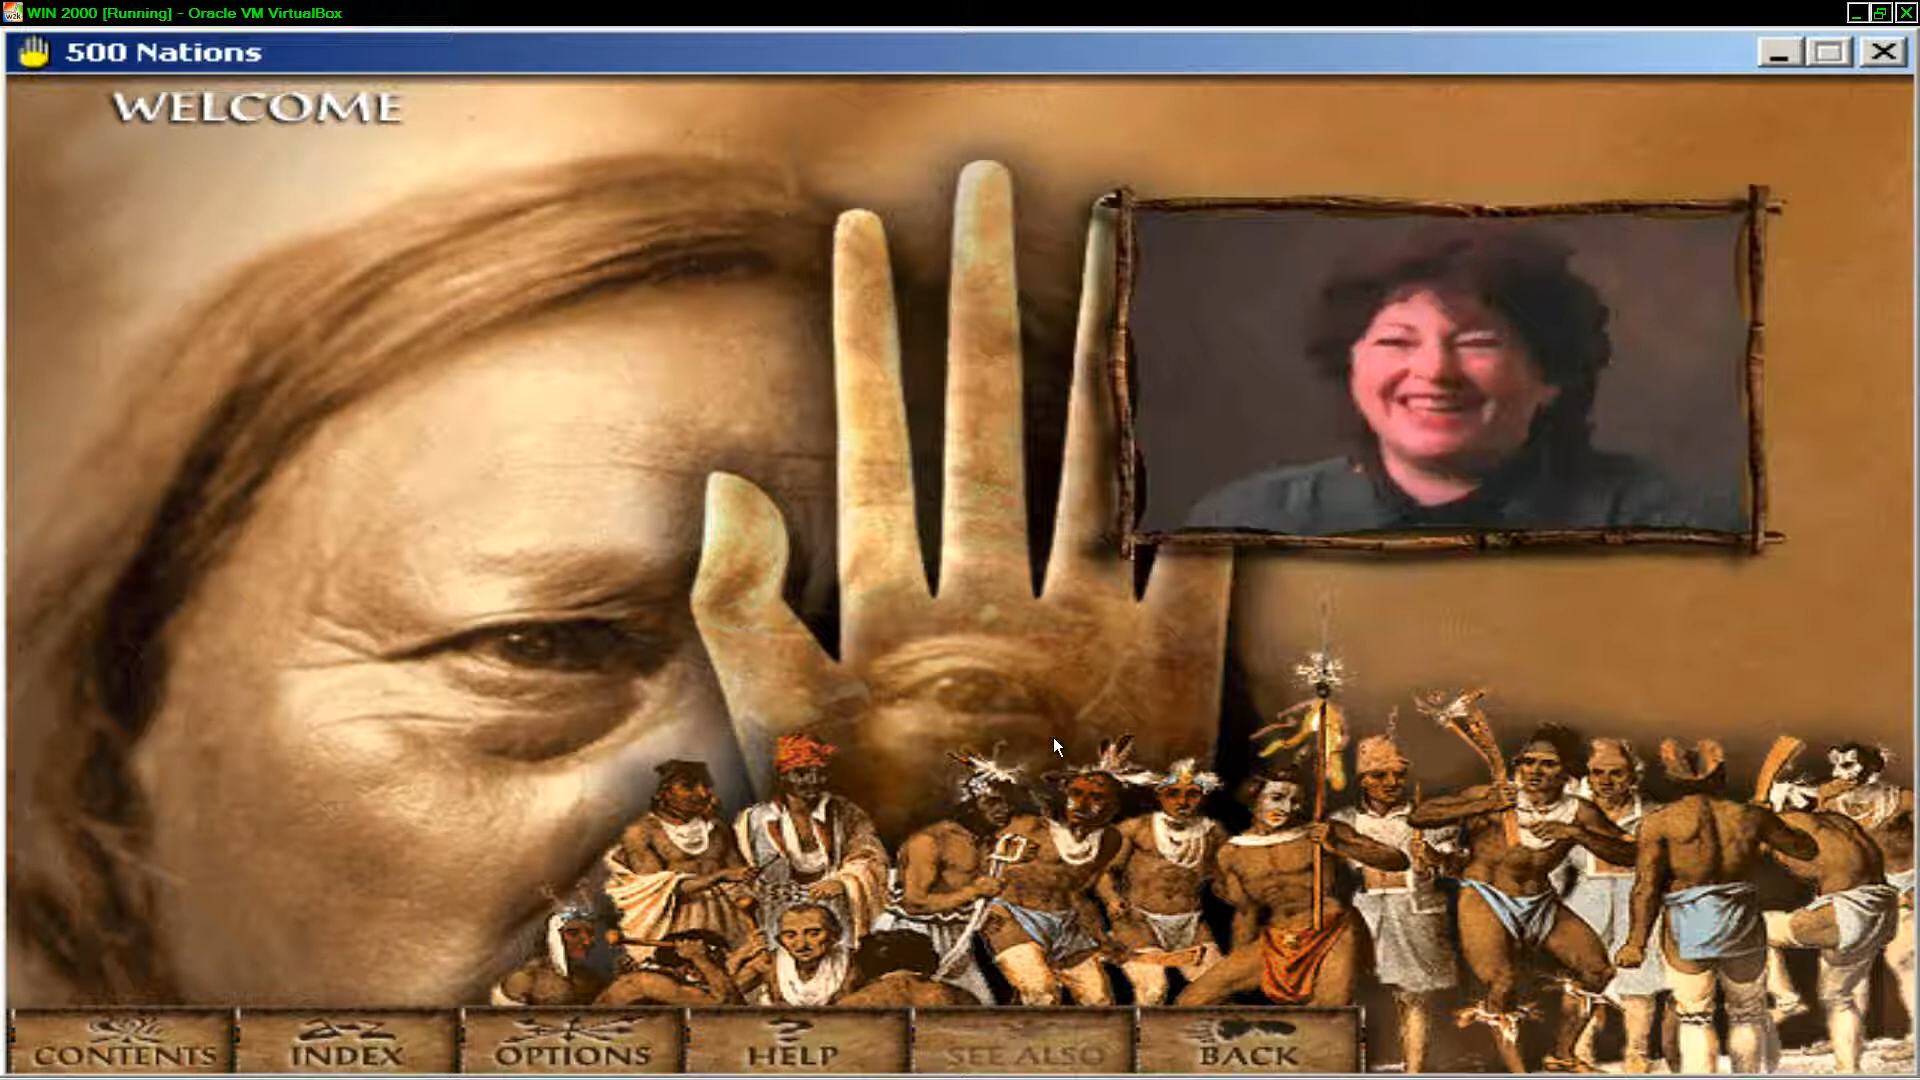 WIN 2000 [Running] - Oracle VM VirtualBox
500 Nations
WELCOME
CONTENTS
INDEX
OPTIONS
HELP
SEE ALSO
BACK